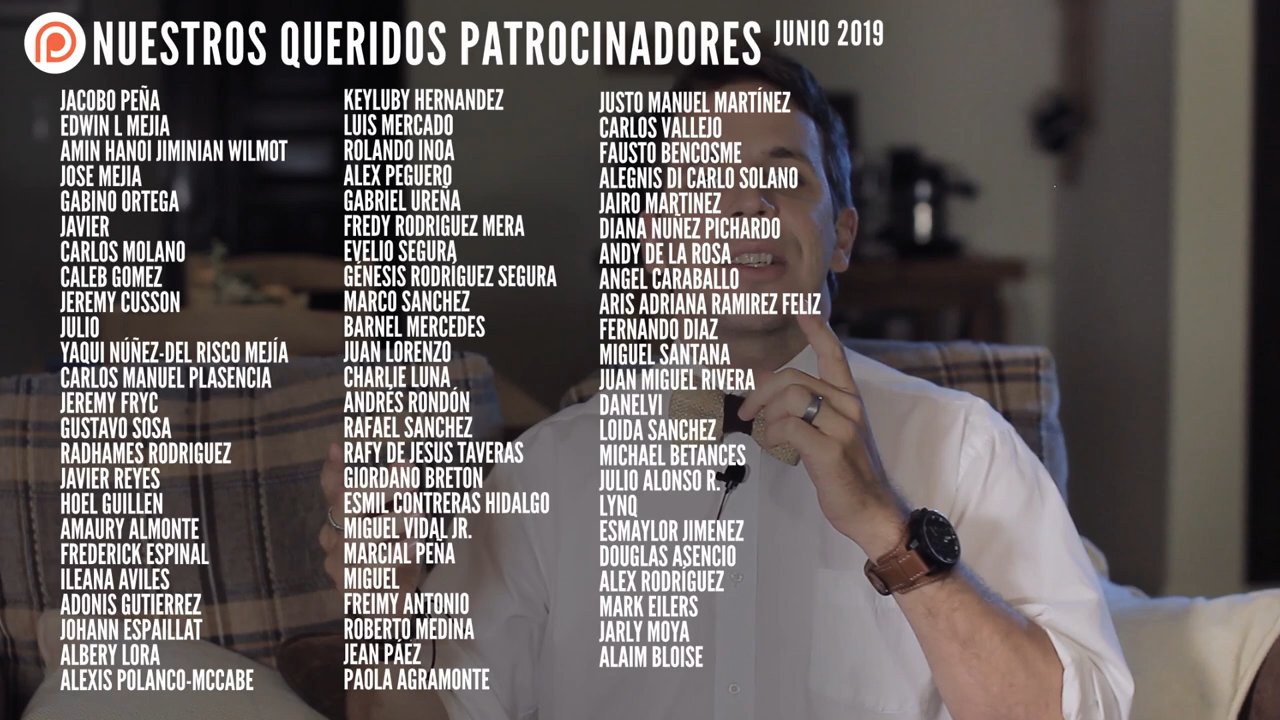 NUESTROS QUERIDOS PATROCINADORES JUNIO 2019
JACOBO PEÑA
EDWIN L MEJIA
AMIN HANOI JIMINIAN WILMOT
JOSE MEJIA
GABINO ORTEGA
JAVIER
CARLOS MOLANO
CALEB GOMEZ
JEREMY CUSSON
JULIO
YAQUI NÚÑEZ-DEL RISCO MEJÍA
CARLOS MANUEL PLASENCIA
JEREMY FRYC
GUSTAVO SOSA
RADHAMES RODRIGUEZ
JAVIER REYES
HOEL GUILLEN
AMAURY ALMONTE
FREDERICK ESPINAL
ILEANA AVILES
ADONIS GUTIERREZ
JOHANN ESPAILLAT
ALBERY LORA
ALEXIS POLANCO-MCCABE
KEYLUBY HERNANDEZ
LUIS MERCADO
ROLANDO INOA
ALEX PEGUERO
GABRIEL UREÑA
FREDY RODRIGUEZ MERA
EVELIO SEGURA
GÉNESIS RODRÍGUEZ SEGURA
MARCO SANCHEZ
BARNEL MERCEDES
JUAN LORENZO
CHARLIE LUNA
ANDRÉS RONDÓN
RAFAEL SANCHEZ
RAFY DE JESUS TAVERAS
GIORDANO BRETON
ESMIL CONTRERAS HIDALGO
MIGUEL VIDAL JR.
MARCIAL PEÑA
MIGUEL
FREIMY ANTONIO
ROBERTO MEDINA
JEAN PÁEZ
PAOLA AGRAMONTE
JUSTO MANUEL MARTÍNEZ
CARLOS VALLEJO
FAUSTO BENCOSME
ALEGNIS DI CARLO SOLANO
JAIRO MARTINEZ
DIANA NUÑEZ PICHARDO
ANDY DE LA ROSA
ANGEL CARABALLO
ARIS ADRIANA RAMIREZ FELIZ
FERNANDO DIAZ
MIGUEL SANTANA
JUAN MIGUEL RIVERA
DANELVI
LOIDA SANCHEZ
MICHAEL BETANCES
JULIO ALONSO R.
LYNQ
ESMAYLOR JIMENEZ
DOUGLAS ASENCIO
ALEX RODRÍGUEZ
MARK EILERS
JARLY MOYA
ALAIM BLOISE